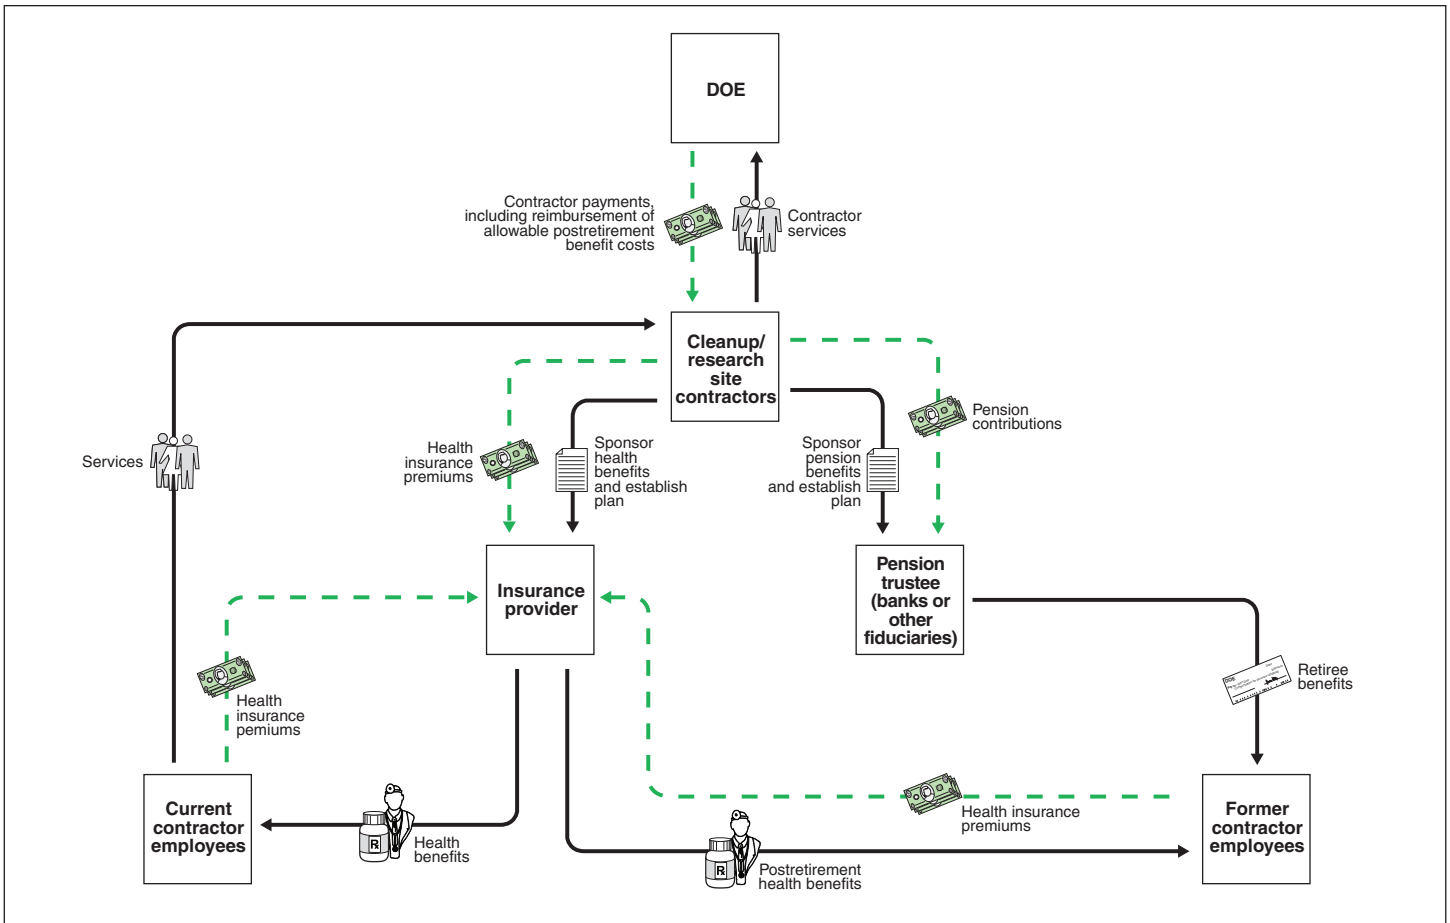 DOE
Contractor payments,
including reimbursement of
allowable postretirement
benefit costs
Contractor
services
Cleanup/
research
site
contractors
Pension
contributions
Services
Health
insurance
premiums
Sponsor
health
benefits
and establish
plan
Sponsor
pension
benefits
and establish
plan
Insurance
provider
Pension
trustee
(banks or
other
fiduciaries)
Health
insurance
pemiums
DOE
Retiree
benefits
Current
contractor
employees
R
Health
benefits
Health insurance
premiums
R
Postretirement
health benefits
Former
contractor
employees